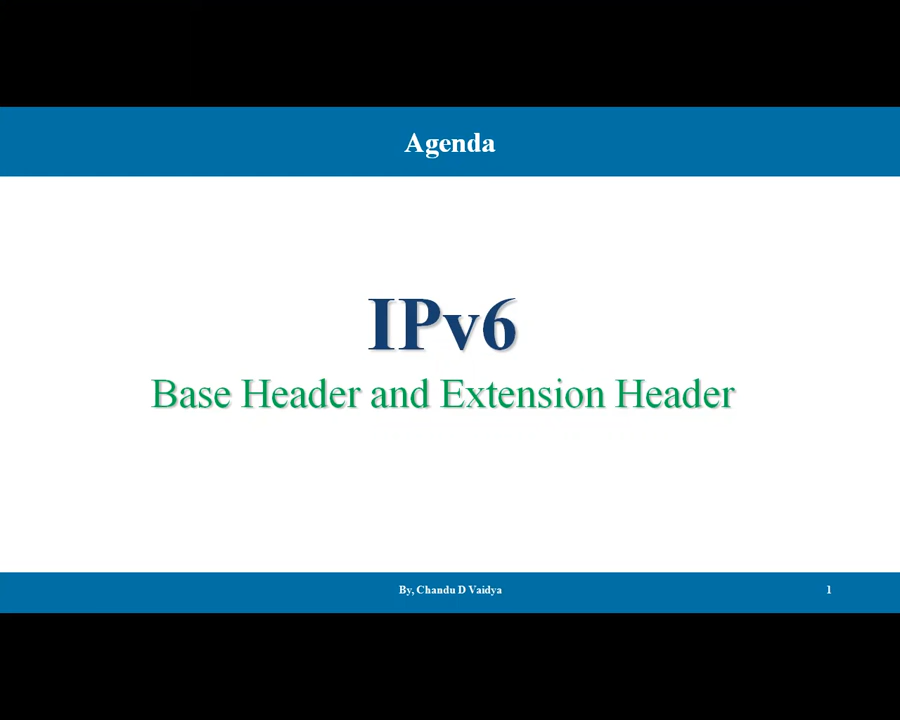 Agenda
IPv6
Base Header and Extension Header
By, Chandu D Vaidya
1